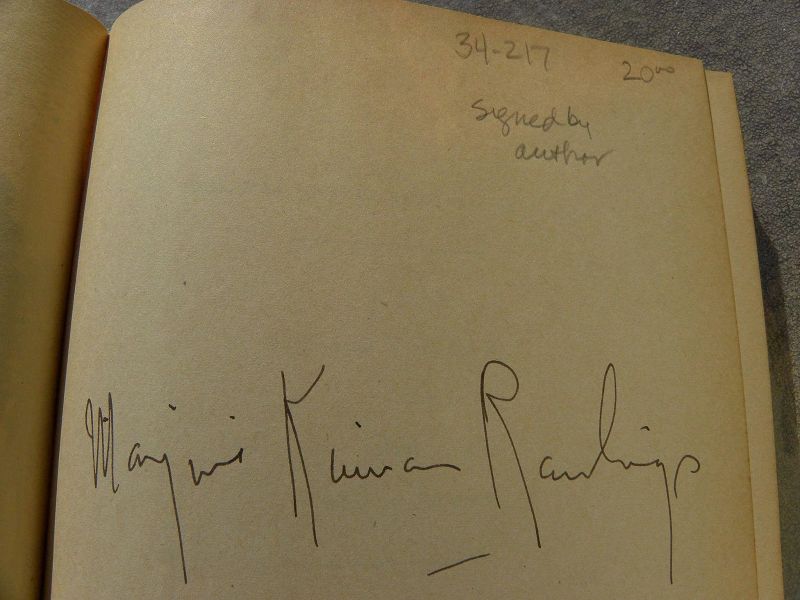 34-217
20⁰⁰
signed by
author
Marjorie Kinnan Rawlings